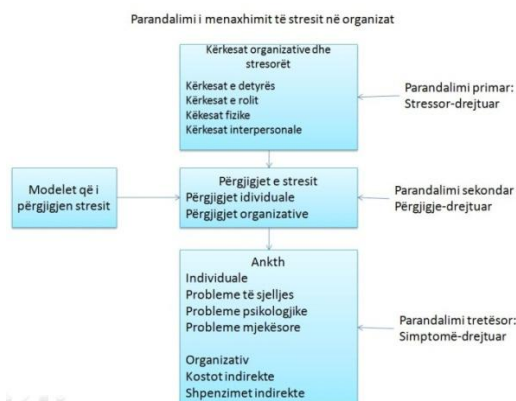 Parandalimi i menaxhimit të stresit në organizat
Kërkesat organizative dhe
stresorët
Kërkesat e detyrës
Kërkesat e rolit
Këkesat fizike
Kërkesat interpersonale
Parandalimi primar:
Stressor-drejtuar
Modelet që i
përgjigjen stresit
Përgjigjet e stresit
Përgjigjet idividuale
Përgjigjet organizative
Parandalimi sekondar
Përgjigje-drejtuar
Ankth
Individuale
Probleme të sjelljes
Probleme psikologjike
Probleme mjekësore
Organizativ
Kostot indirekte
Shpenzimet indirekte
Parandalimi tretësor:
Simptomë-drejtuar